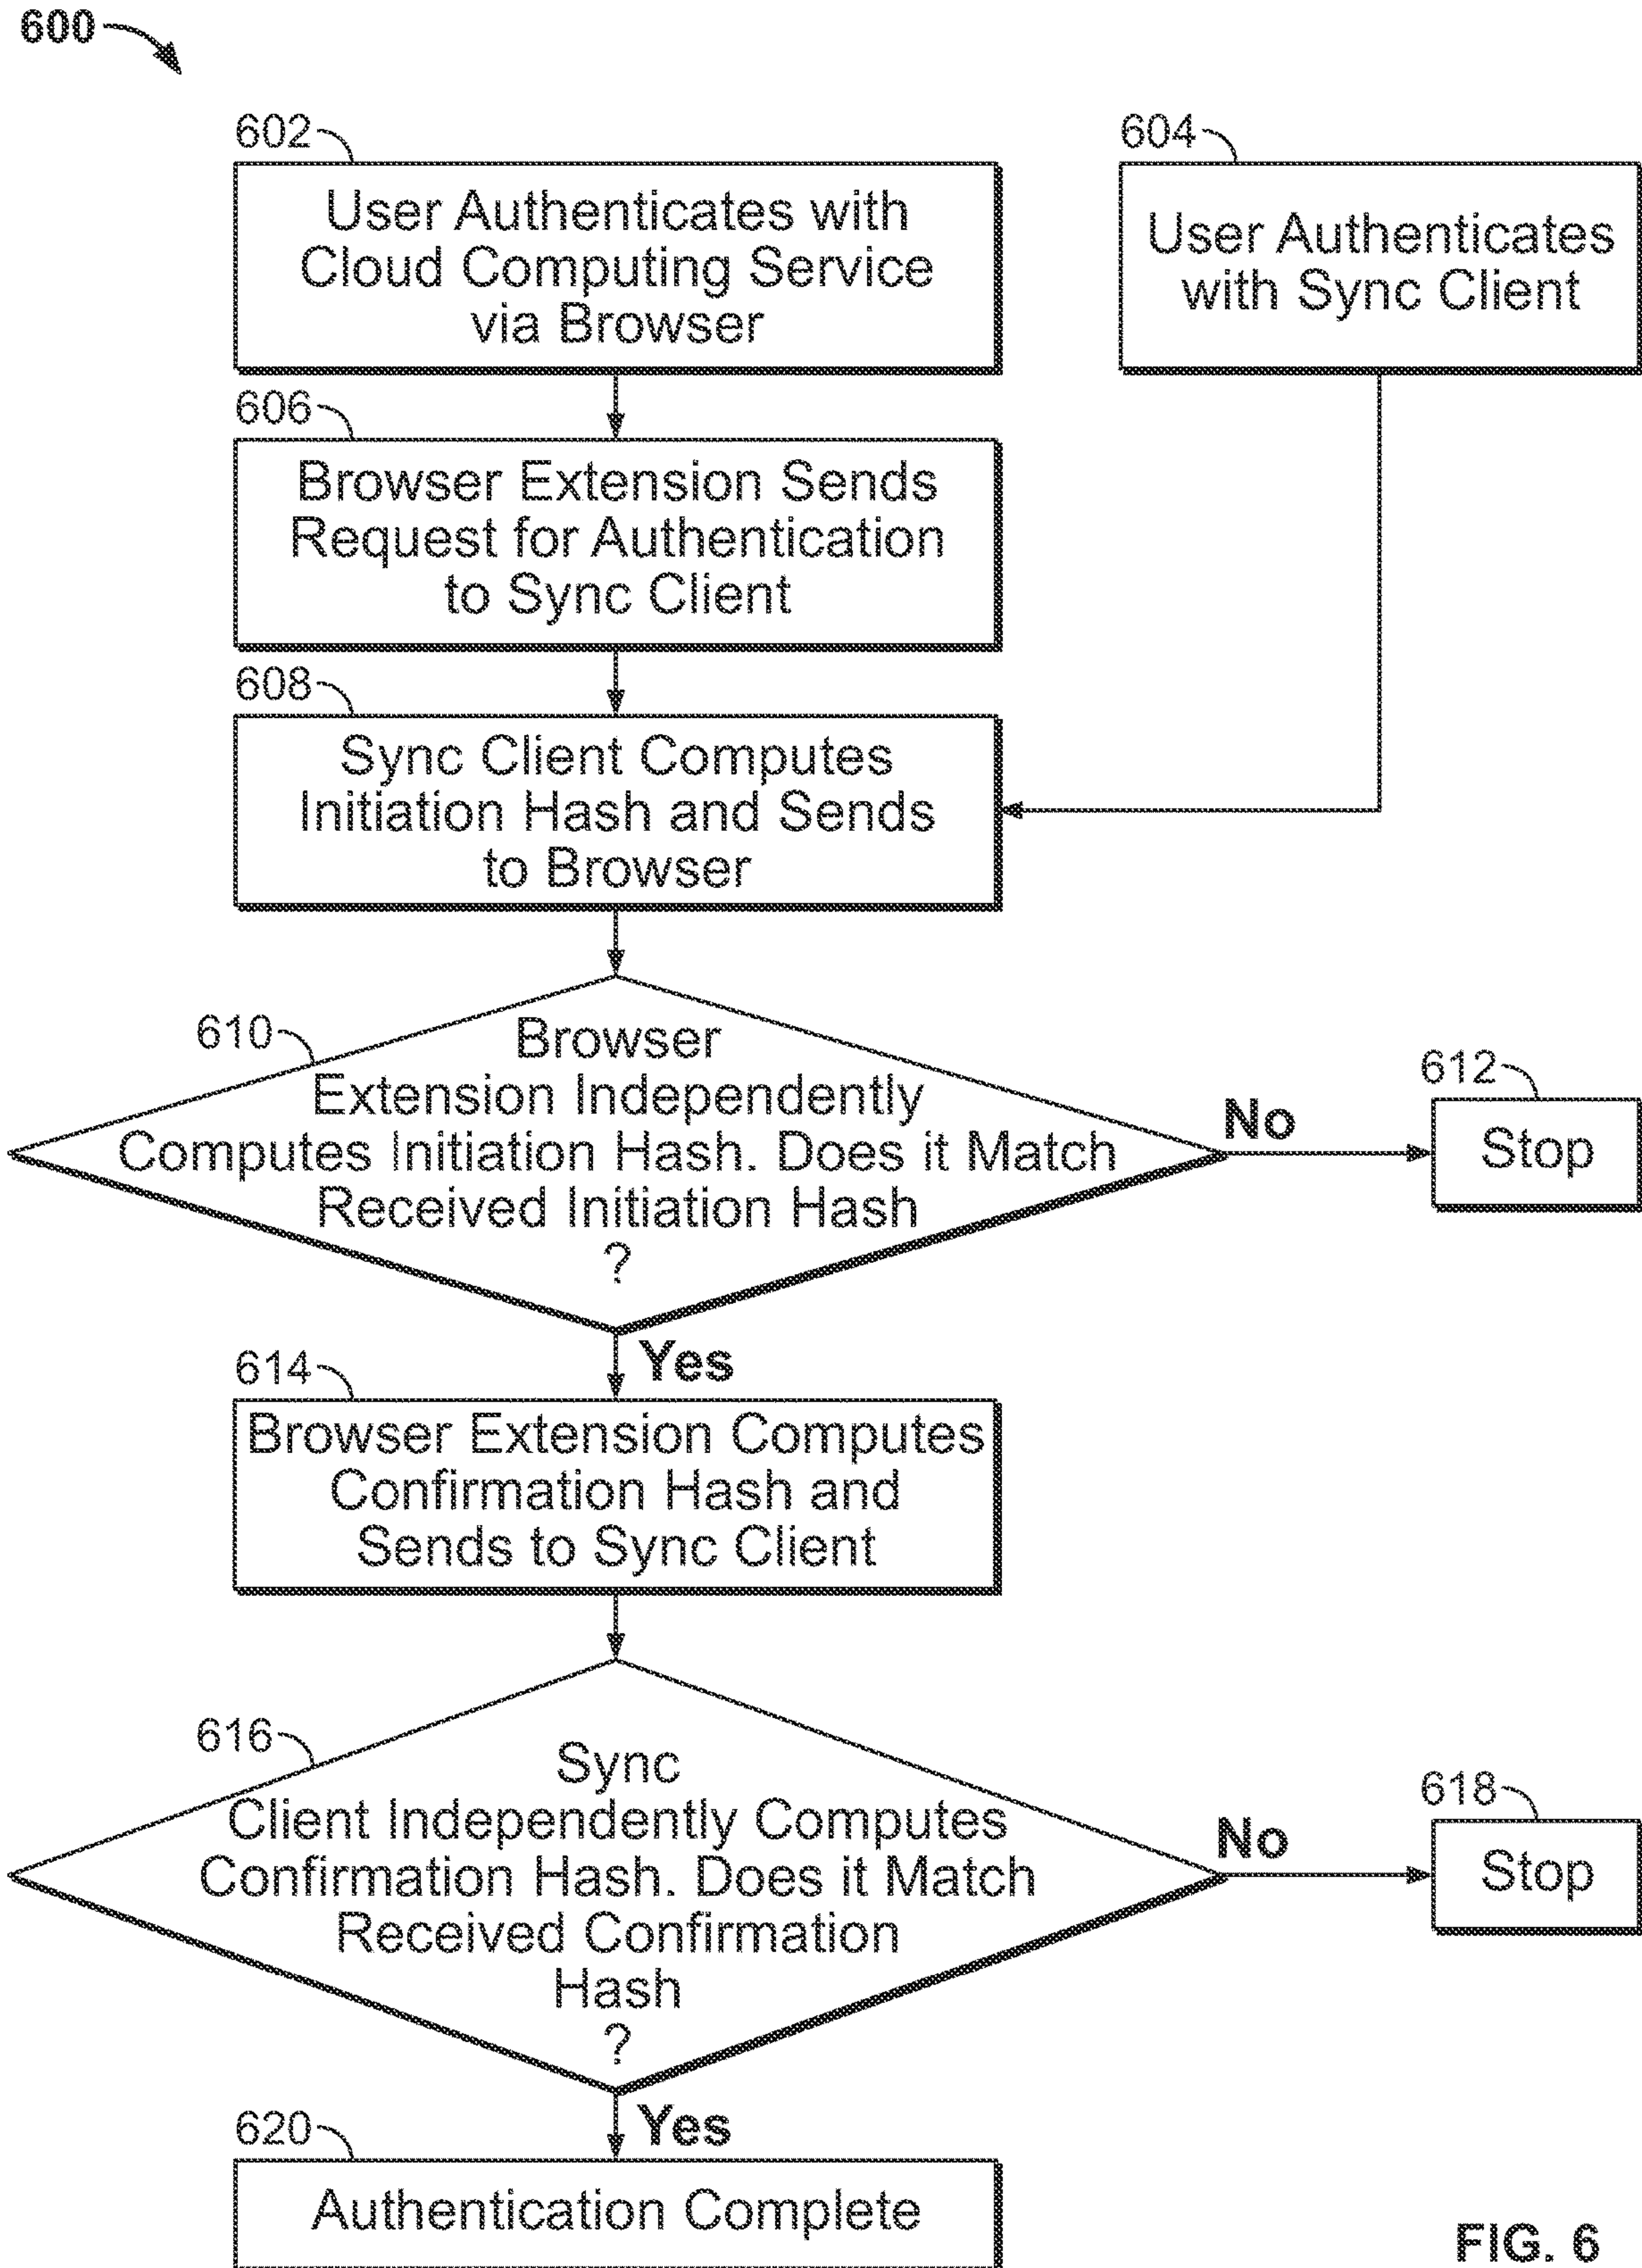 600
602
User Authenticates with
Cloud Computing Service
via Browser
604
User Authenticates
with Sync Client
606
Browser Extension Sends
Request for Authentication
to Sync Client
608
Sync Client Computes
Initiation Hash and Sends
to Browser
610
Browser
Extension Independently
Computes Initiation Hash. Does it Match
Received Initiation Hash
?
No
612
Stop
Yes
614
Browser Extension Computes
Confirmation Hash and
Sends to Sync Client
616
Sync
Client Independently Computes
Confirmation Hash. Does it Match
Received Confirmation
Hash
?
No
618
Stop
Yes
620
Authentication Complete
FIG. 6